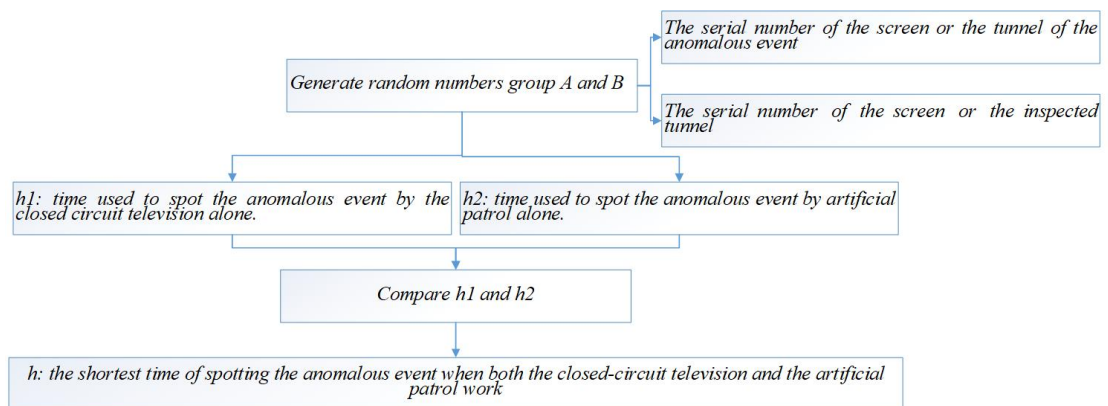 The serial number of the screen or the tunnel of the
anomalous event
Generate random numbers group A and B
The serial number of the screen or the inspected
tunnel
h1: time used to spot the anomalous event by the
closed circuit television alone.
h2: time used to spot the anomalous event by artificial
patrol alone.
Compare h1 and h2
h: the shortest time of spotting the anomalous event when both the closed-circuit television and the artificial
patrol work